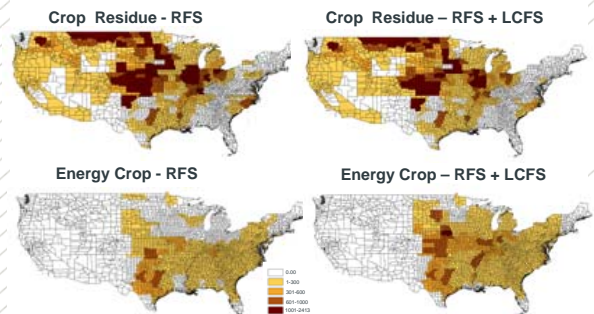 Crop Residue - RFS
Crop Residue – RFS + LCFS
Energy Crop - RFS
Energy Crop – RFS + LCFS
0.00
1-300
301-600
601-1000
1001-2413